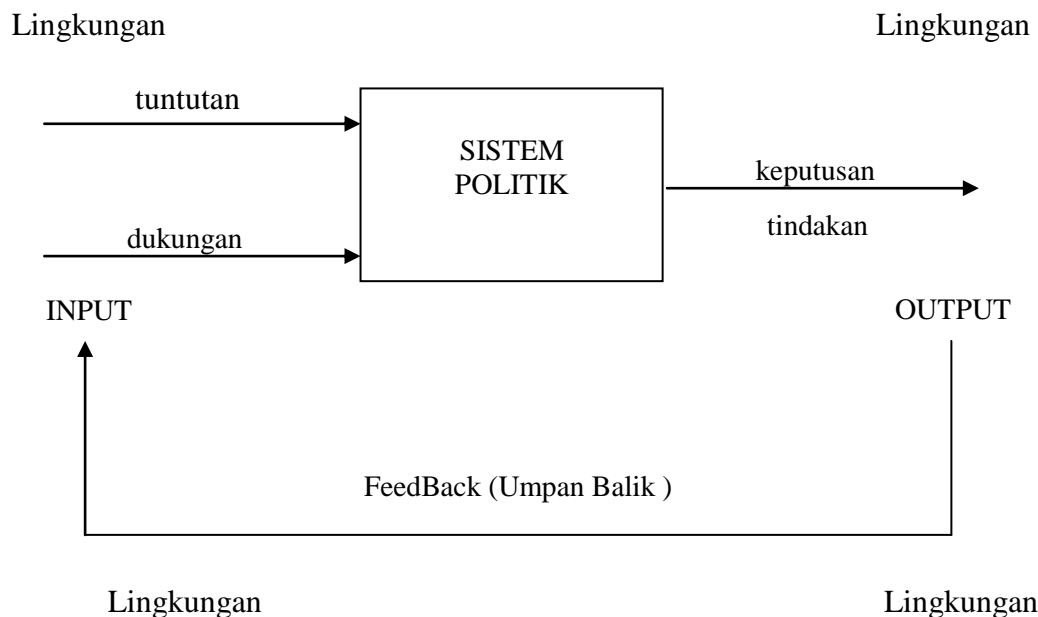 Lingkungan
Lingkungan
tuntutan
SISTEM
POLITIK
keputusan
tindakan
dukungan
INPUT
OUTPUT
FeedBack (Umpan Balik )
Lingkungan
Lingkungan